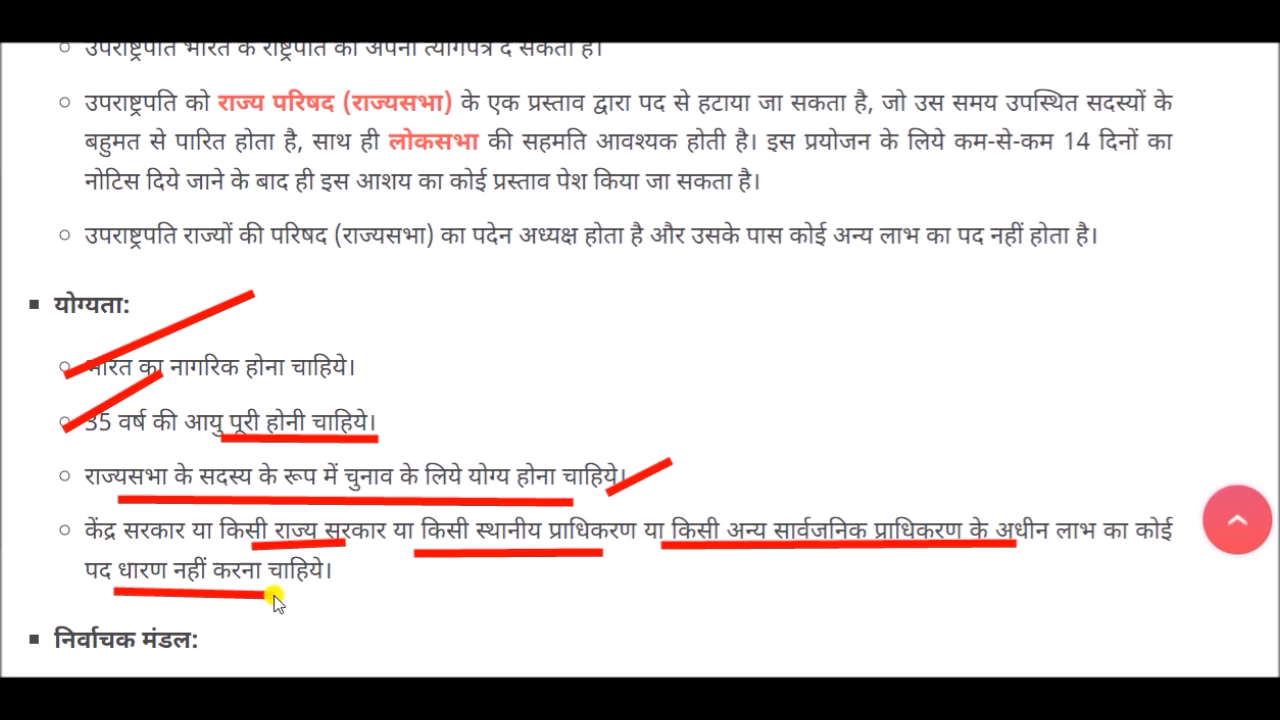 उपराष्ट्रपति भारत के राष्ट्रपति को अपना त्यागपत्र दे सकता है।
उपराष्ट्रपति को राज्य परिषद (राज्यसभा) के एक प्रस्ताव द्वारा पद से हटाया जा सकता है, जो उस समय उपस्थित सदस्यों के
बहुमत से पारित होता है, साथ ही लोकसभा की सहमति आवश्यक होती है। इस प्रयोजन के लिये कम-से-कम 14 दिनों का
नोटिस दिये जाने के बाद ही इस आशय का कोई प्रस्ताव पेश किया जा सकता है।
उपराष्ट्रपति राज्यों की परिषद (राज्यसभा) का पदेन अध्यक्ष होता है और उसके पास कोई अन्य लाभ का पद नहीं होता है।
योग्यता:
भारत का नागरिक होना चाहिये।
35 वर्ष की आयु पूरी होनी चाहिये।
राज्यसभा के सदस्य के रूप में चुनाव के लिये योग्य होना चाहिये।
केंद्र सरकार या किसी राज्य सरकार या किसी स्थानीय प्राधिकरण या किसी अन्य सार्वजनिक प्राधिकरण के अधीन लाभ का कोई
पद धारण नहीं करना चाहिये।
निर्वाचक मंडल: